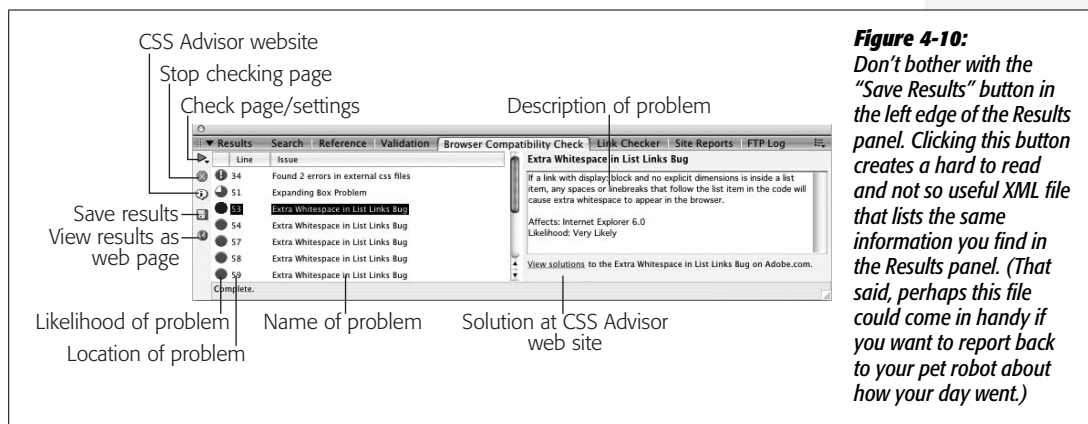 CSS Advisor website
Stop checking page
Check page/settings
Description of problem
Results Search Reference Validation Browser Compatibility Check Link Checker Site Reports FTP Log
Line Issue
34 Found 2 errors in external css files
51 Expanding Box Problem
53 Extra Whitespace in List Links Bug
54 Extra Whitespace in List Links Bug
57 Extra Whitespace in List Links Bug
58 Extra Whitespace in List Links Bug
59 Extra Whitespace in List Links Bug
Complete.
Extra Whitespace in List Links Bug
If a link with display: block and no explicit dimensions is inside a list
item, any spaces or linebreaks that follow the list item in the code will
cause extra whitespace to appear in the browser.
Affects: Internet Explorer 6.0
Likelihood: Very Likely
View solutions to the Extra Whitespace in List Links Bug on Adobe.com.
Save results
View results as
web page
Likelihood of problem
Location of problem
Name of problem
Solution at CSS Advisor
web site
Figure 4-10:
Don't bother with the
“Save Results” button in
the left edge of the Results
panel. Clicking this button
creates a hard to read
and not so useful XML file
that lists the same
information you find in
the Results panel. (That
said, perhaps this file
could come in handy if
you want to report back
to your pet robot about
how your day went.)